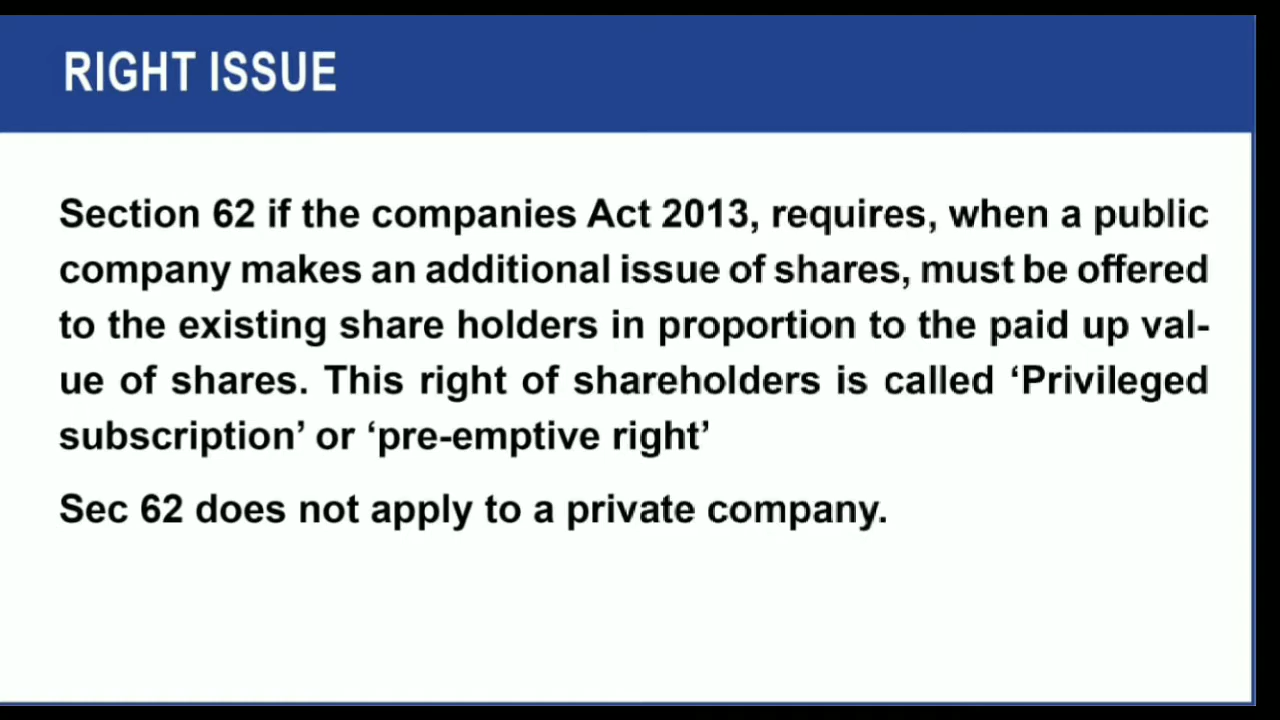 RIGHT ISSUE
Section 62 if the companies Act 2013, requires, when a public
company makes an additional issue of shares, must be offered
to the existing share holders in proportion to the paid up val-
ue of shares. This right of shareholders is called ‘Privileged
subscription’ or ‘pre-emptive right’
Sec 62 does not apply to a private company.